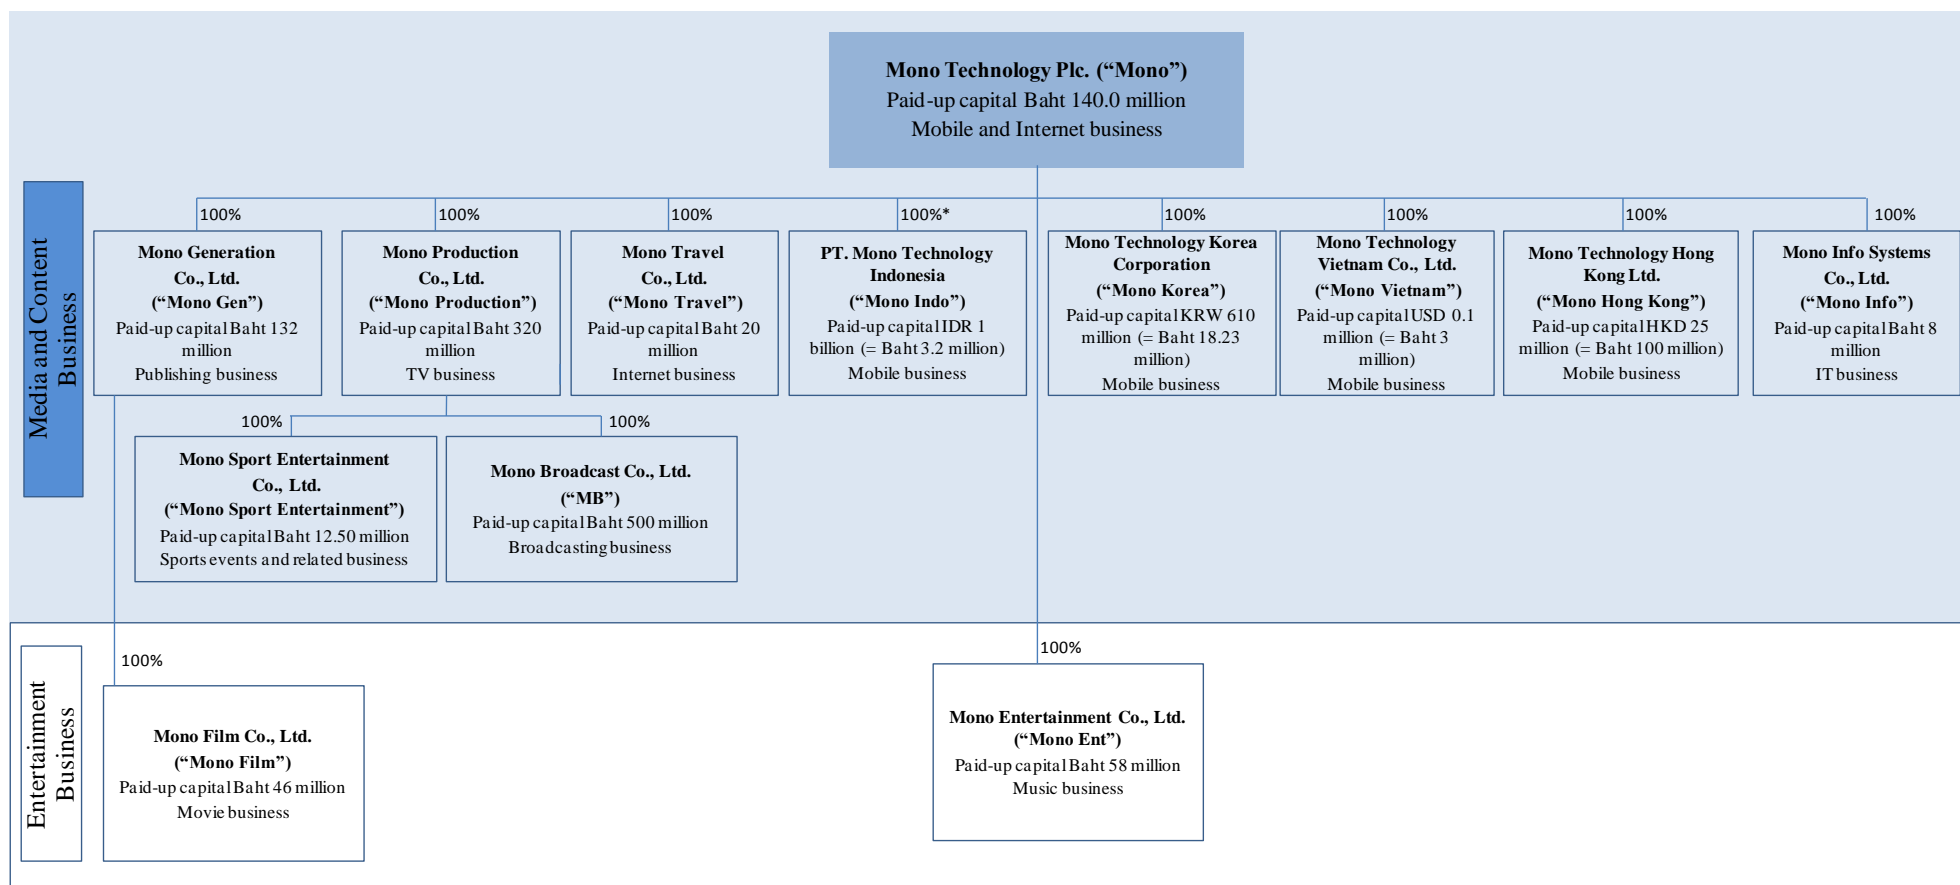 Mono Technology Plc. (“Mono”)
Paid-up capital Baht 140.0 million
Mobile and Internet business
Media and Content
Business
100%
Mono Generation
Co., Ltd.
(“Mono Gen”)
Paid-up capital Baht 132
million
Publishing business
100%
Mono Production
Co., Ltd.
(“Mono Production”)
Paid-up capital Baht 320
million
TV business
100%
Mono Travel
Co., Ltd.
(“Mono Travel”)
Paid-up capital Baht 20
million
Internet business
100%*
PT. Mono Technology
Indonesia
(“Mono Indo”)
Paid-up capital IDR 1
billion (= Baht 3.2 million)
Mobile business
100%
Mono Technology Korea
Corporation
(“Mono Korea”)
Paid-up capital KRW 610
million (= Baht 18.23
million)
Mobile business
100%
Mono Technology
Vietnam Co., Ltd.
(“Mono Vietnam”)
Paid-up capital USD 0.1
million (= Baht 3
million)
Mobile business
100%
Mono Technology Hong
Kong Ltd.
(“Mono Hong Kong”)
Paid-up capital HKD 25
million (= Baht 100 million)
Mobile business
100%
Mono Info Systems
Co., Ltd.
(“Mono Info”)
Paid-up capital Baht 8
million
IT business
100%
Mono Sport Entertainment
Co., Ltd.
(“Mono Sport Entertainment”)
Paid-up capital Baht 12.50 million
Sports events and related business
100%
Mono Broadcast Co., Ltd.
(“MB”)
Paid-up capital Baht 500 million
Broadcasting business
Entertainment
Business
100%
Mono Film Co., Ltd.
(“Mono Film”)
Paid-up capital Baht 46 million
Movie business
100%
Mono Entertainment Co., Ltd.
(“Mono Ent”)
Paid-up capital Baht 58 million
Music business